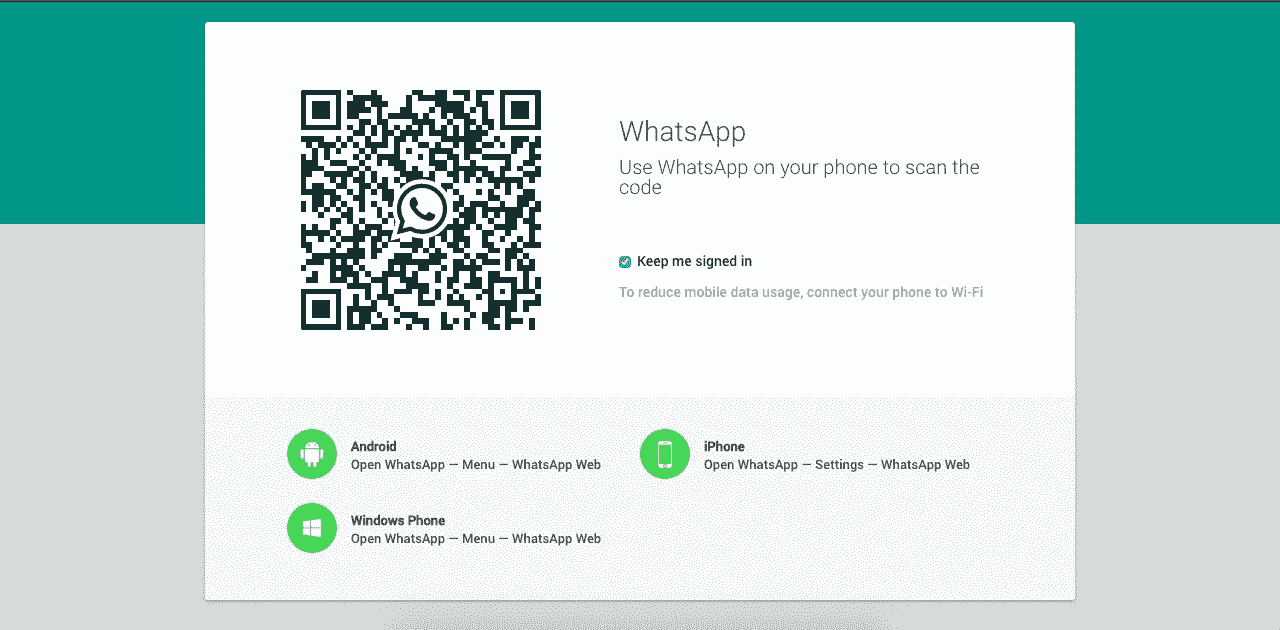 WhatsApp
Use WhatsApp on your phone to scan the
code
Keep me signed in
To reduce mobile data usage, connect your phone to Wi-Fi
Android
Open WhatsApp — Menu — WhatsApp Web
iPhone
Open WhatsApp — Settings — WhatsApp Web
Windows Phone
Open WhatsApp — Menu — WhatsApp Web